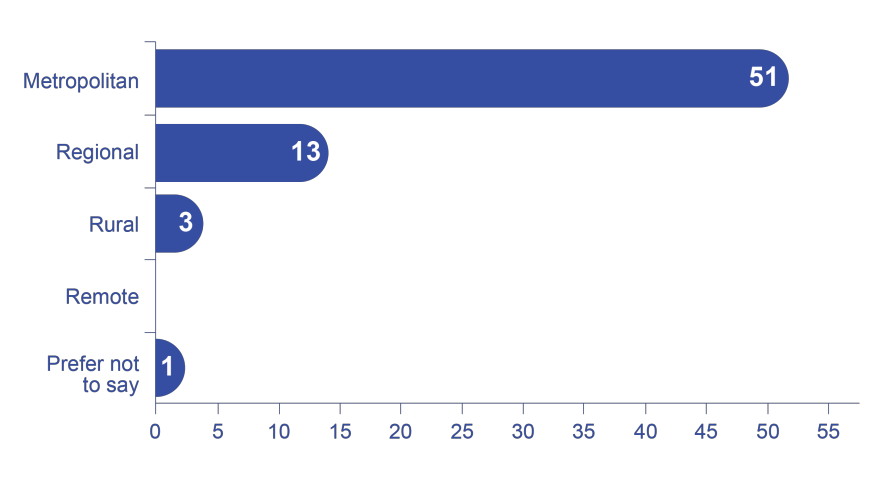 Metropolitan
51
Regional
13
Rural
3
Remote
Prefer not
to say
1
0 5 10 15 20 25 30 35 40 45 50 55